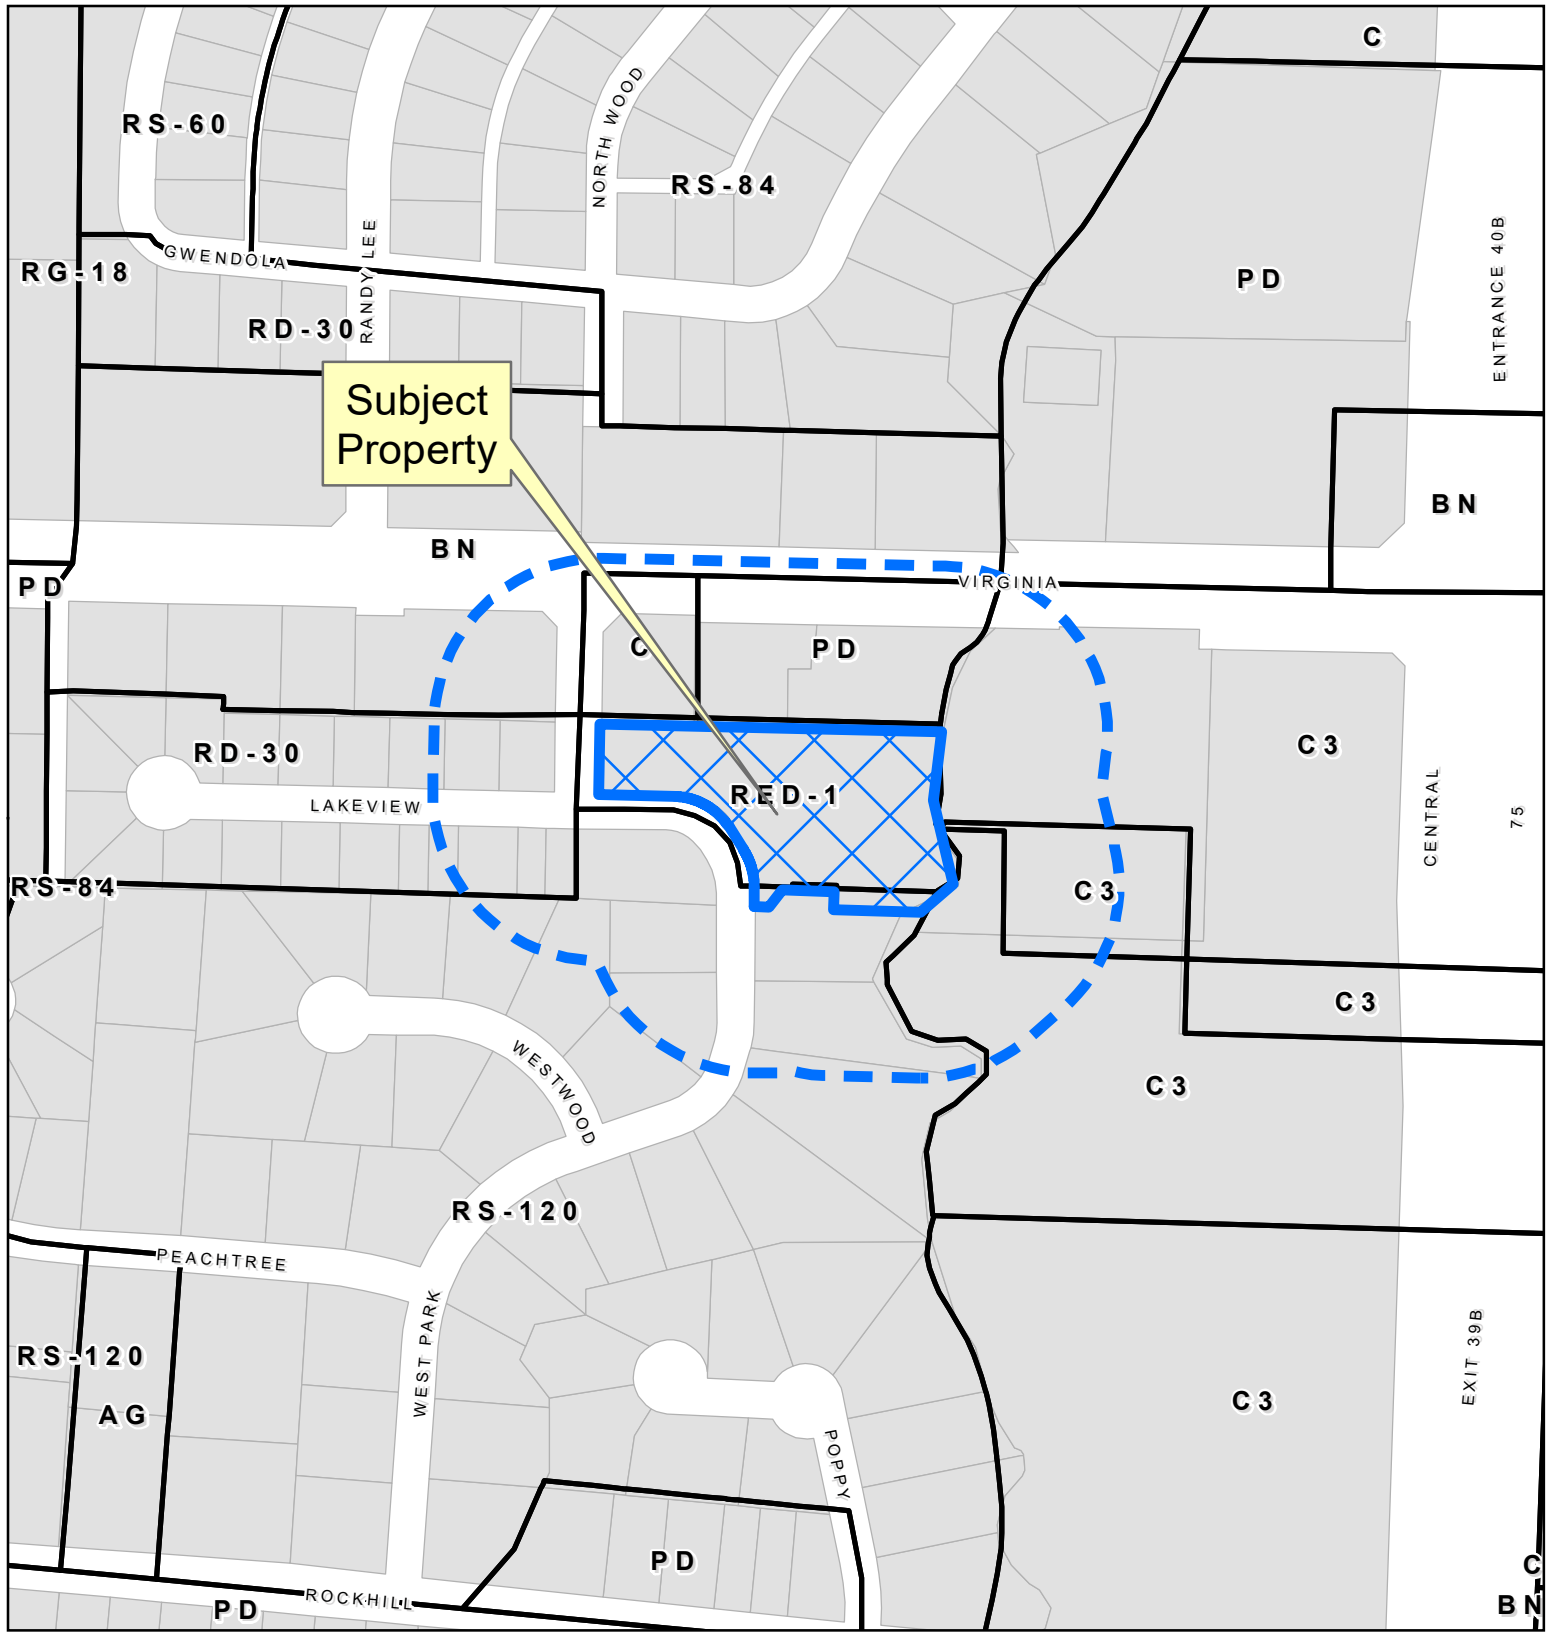 C
RS-60
NORTH WOOD
RS-84
RANDY LEE
GWENDOLA
RG-18
PD
ENTRANCE 40B
RD-30
Subject
Property
BN
BN
PD
VIRGINIA
C
PD
C3
RD-30
RED-1
LAKEVIEW
CENTRAL
75
RS-84
C3
C3
WESTWOOD
C3
RS-120
PEACHTREE
WEST PARK
EXIT 39B
RS-120
C3
AG
POPPY
PD
C
ROCKHILL
PD
BN